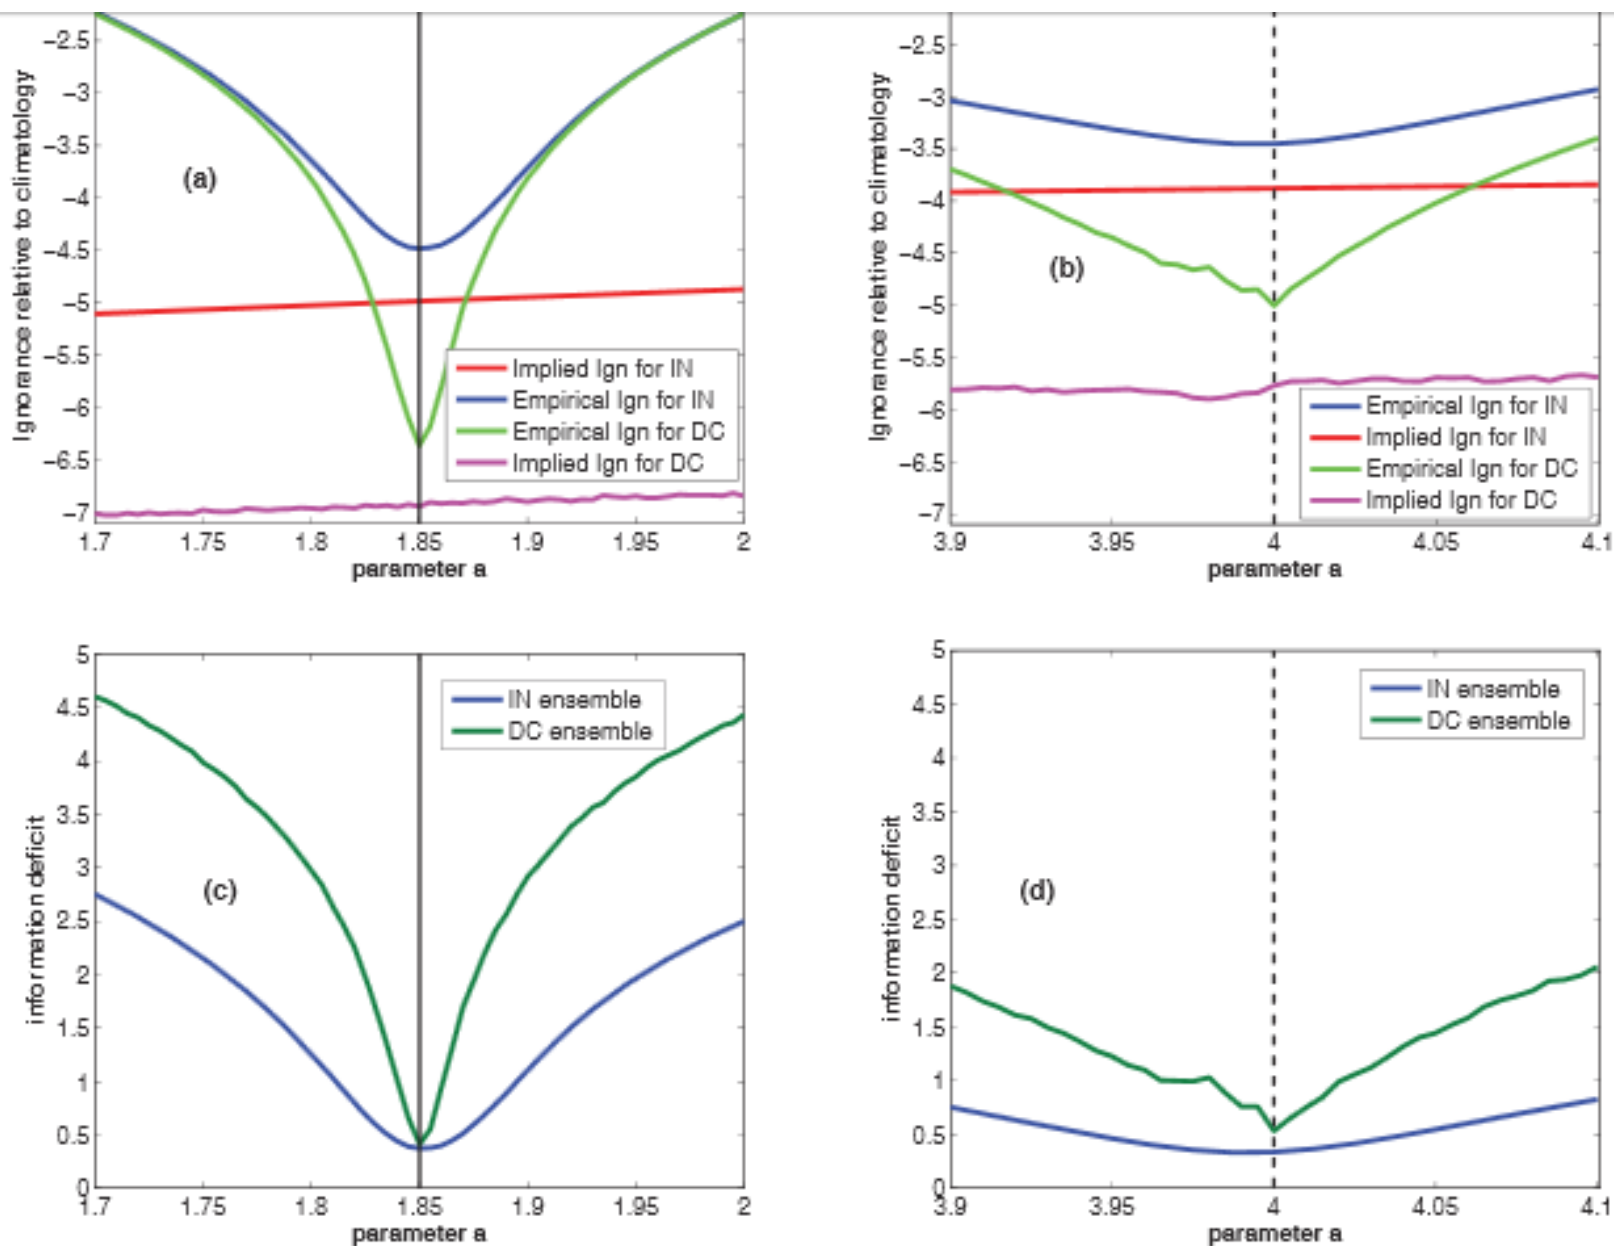 −2.5
−3
−3.5
−4
−4.5
−5
−5.5
−6
−6.5
−7
Ignorance relative to climatology
(a)
Implied Ign for IN
Empirical Ign for IN
Empirical Ign for DC
Implied Ign for DC
1.7 1.75 1.8 1.85 1.9 1.95 2
parameter a
−2.5
−3
−3.5
−4
−4.5
−5
−5.5
−6
−6.5
−7
Ignorance relative to climatology
(b)
Empirical Ign for IN
Implied Ign for IN
Empirical Ign for DC
Implied Ign for DC
3.9 3.95 4 4.05 4.1
parameter a
5
4.5
4
3.5
3
2.5
2
1.5
1
0.5
0
information deficit
(c)
IN ensemble
DC ensemble
1.7 1.75 1.8 1.85 1.9 1.95 2
parameter a
5
4.5
4
3.5
3
2.5
2
1.5
1
0.5
0
information deficit
(d)
IN ensemble
DC ensemble
3.9 3.95 4 4.05 4.1
parameter a